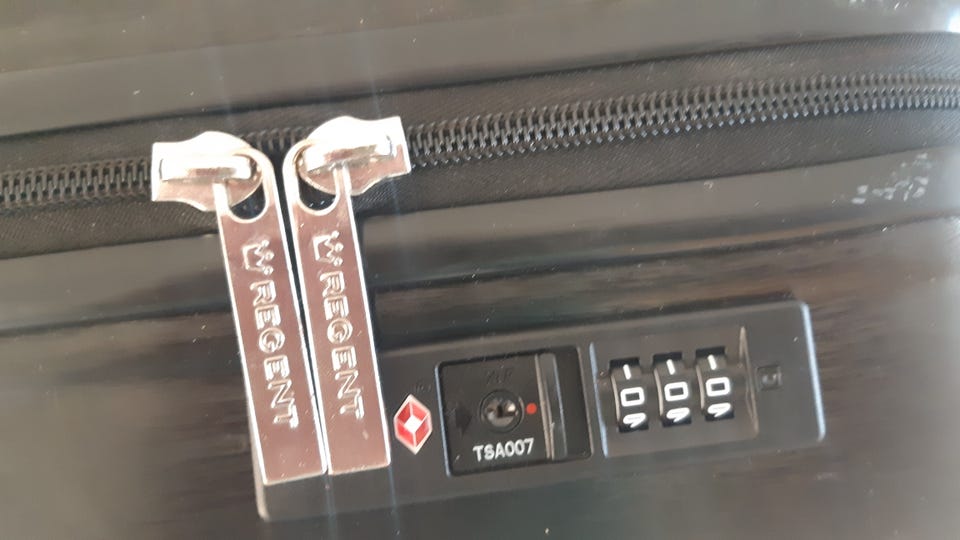 REGENT
REGENT
TSA007
0 0 0